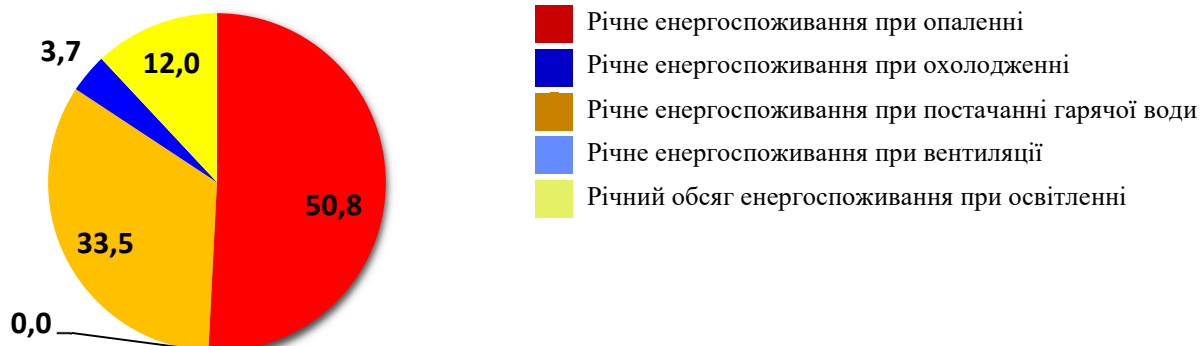 3,7
12,0
50,8
33,5
0,0
Річне енергоспоживання при опаленні
Річне енергоспоживання при охолодженні
Річне енергоспоживання при постачанні гарячої води
Річне енергоспоживання при вентиляції
Річний обсяг енергоспоживання при освітленні